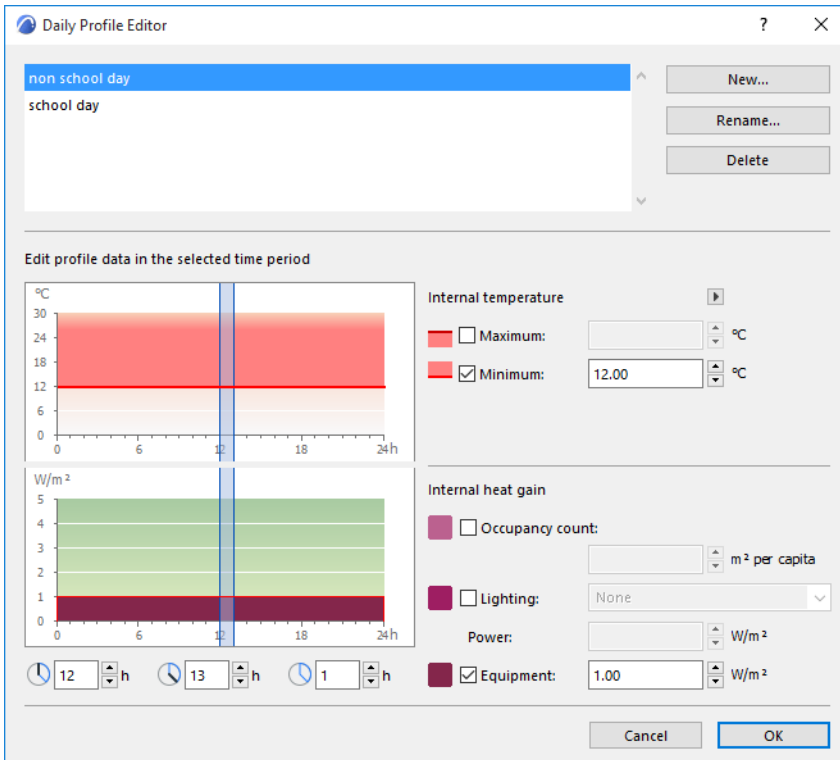 Daily Profile Editor
non school day
school day
New...
Rename...
Delete
Edit profile data in the selected time period
°C
30
24
18
12
6
0
0 6 12 18 24 h
Internal temperature
Maximum: °C
Minimum: 12.00 °C
W/m²
5
4
3
2
1
0
0 6 12 18 24 h
Internal heat gain
Occupancy count:
m² per capita
Lighting: None
Power: W/m²
12 h 13 h 1 h
Equipment: 1.00 W/m²
Cancel OK